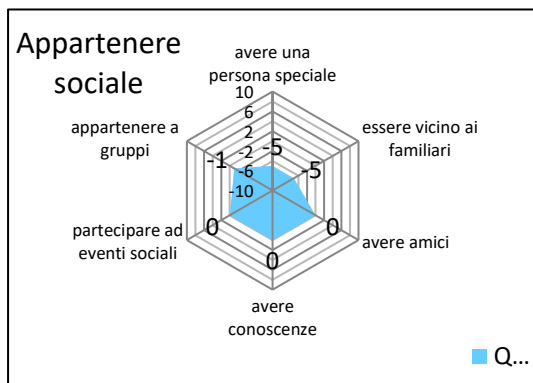 Appartenere
sociale
avere una
persona speciale
10
6
2
-2
-6
-10
-5
-5
0
0
0
-1
essere vicino ai
familiari
avere amici
avere
conoscenze
partecipare ad
eventi sociali
appartenere a
gruppi
Q...